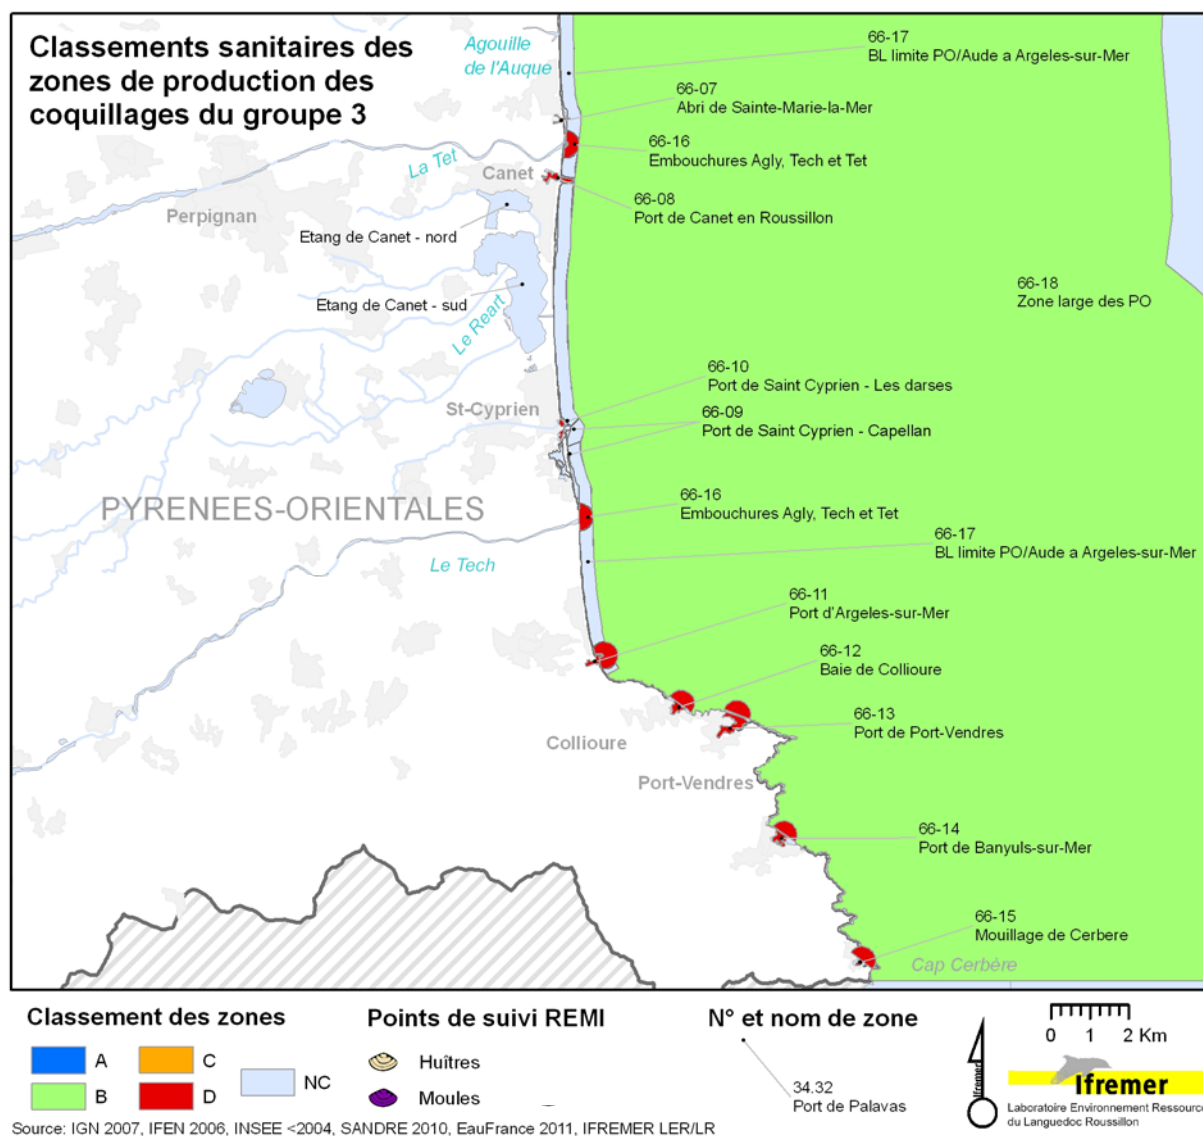 Classements sanitaires des
zones de production des
coquillages du groupe 3
Agouille
de l'Auque
66-17
BL limite PO/Aude a Argeles-sur-Mer
66-07
Abri de Sainte-Marie-la-Mer
66-16
Embouchures Agly, Tech et Tet
La Tet
Canet
66-08
Port de Canet en Roussillon
Perpignan
Etang de Canet - nord
66-18
Zone large des PO
Etang de Canet - sud
Le Reart
66-10
Port de Saint Cyprien - Les darses
St-Cyprien
66-09
Port de Saint Cyprien - Capellan
PYRENEES-ORIENTALES
66-16
Embouchures Agly, Tech et Tet
66-17
BL limite PO/Aude a Argeles-sur-Mer
Le Tech
66-11
Port d'Argeles-sur-Mer
66-12
Baie de Collioure
66-13
Port de Port-Vendres
Collioure
Port-Vendres
66-14
Port de Banyuls-sur-Mer
66-15
Mouillage de Cerbere
Cap Cerbère
Classement des zones
A
C
B
D
NC
Points de suivi REMI
Huîtres
Moules
N° et nom de zone
34.32
Port de Palavas
Ifremer
0 1 2 Km
Ifremer
Laboratoire Environnement Ressource
du Languedoc Roussillon
Source: IGN 2007, IFEN 2006, INSEE <2004, SANDRE 2010, EauFrance 2011, IFREMER LER/LR